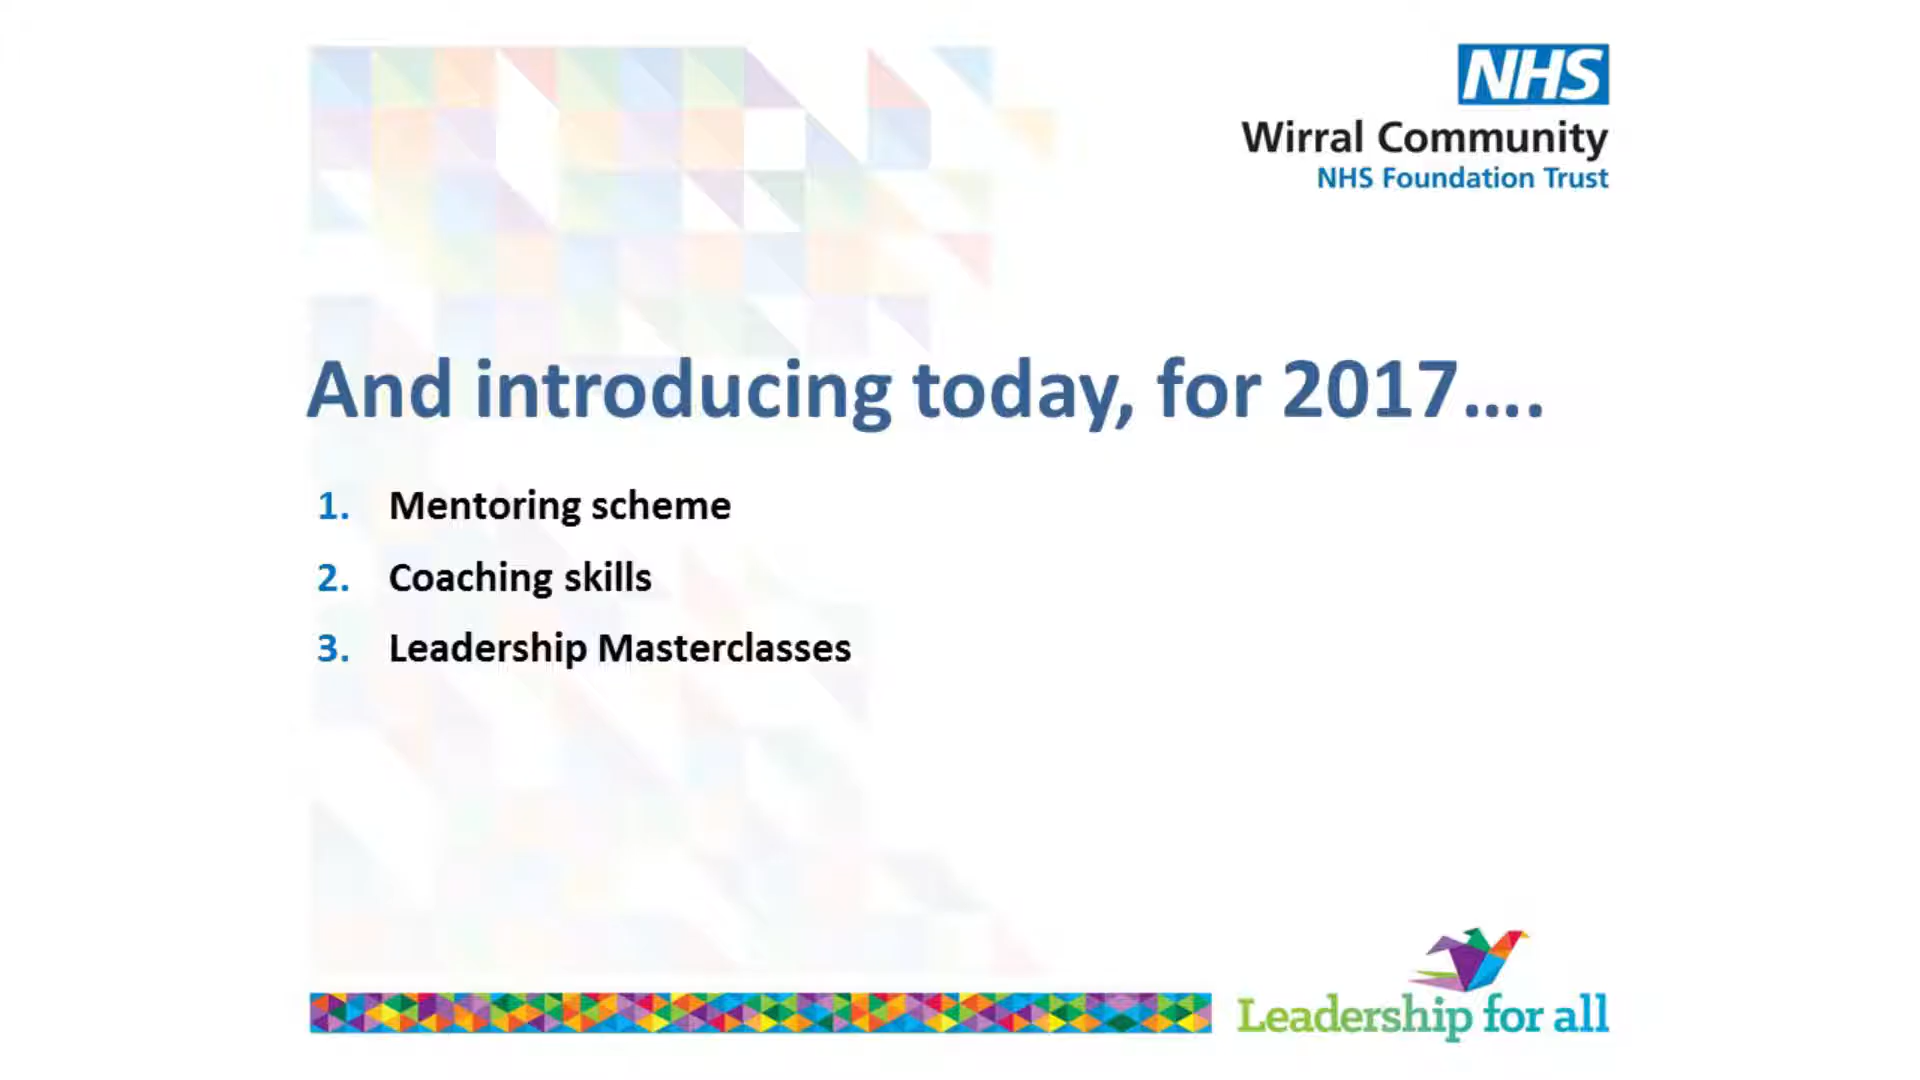 NHS
Wirral Community
NHS Foundation Trust
And introducing today, for 2017....
1. Mentoring scheme
2. Coaching skills
3. Leadership Masterclasses
Leadership for all